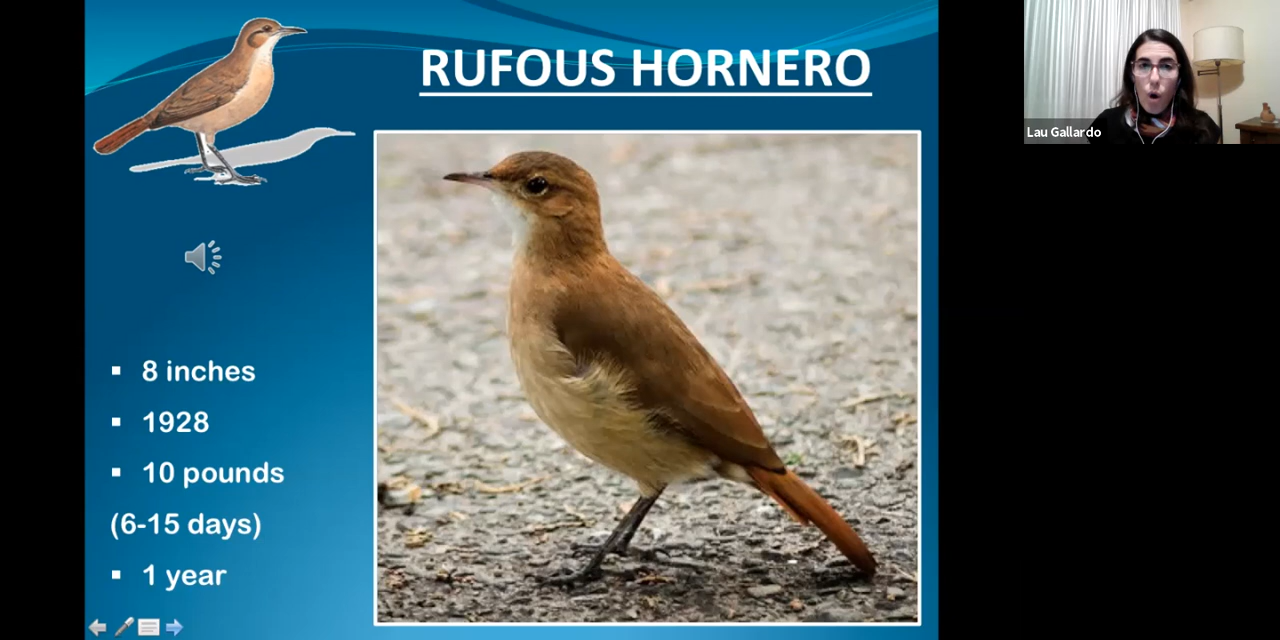 RUFOUS HORNERO
Lau Gallardo
▪ 8 inches
▪ 1928
▪ 10 pounds
(6-15 days)
▪ 1 year